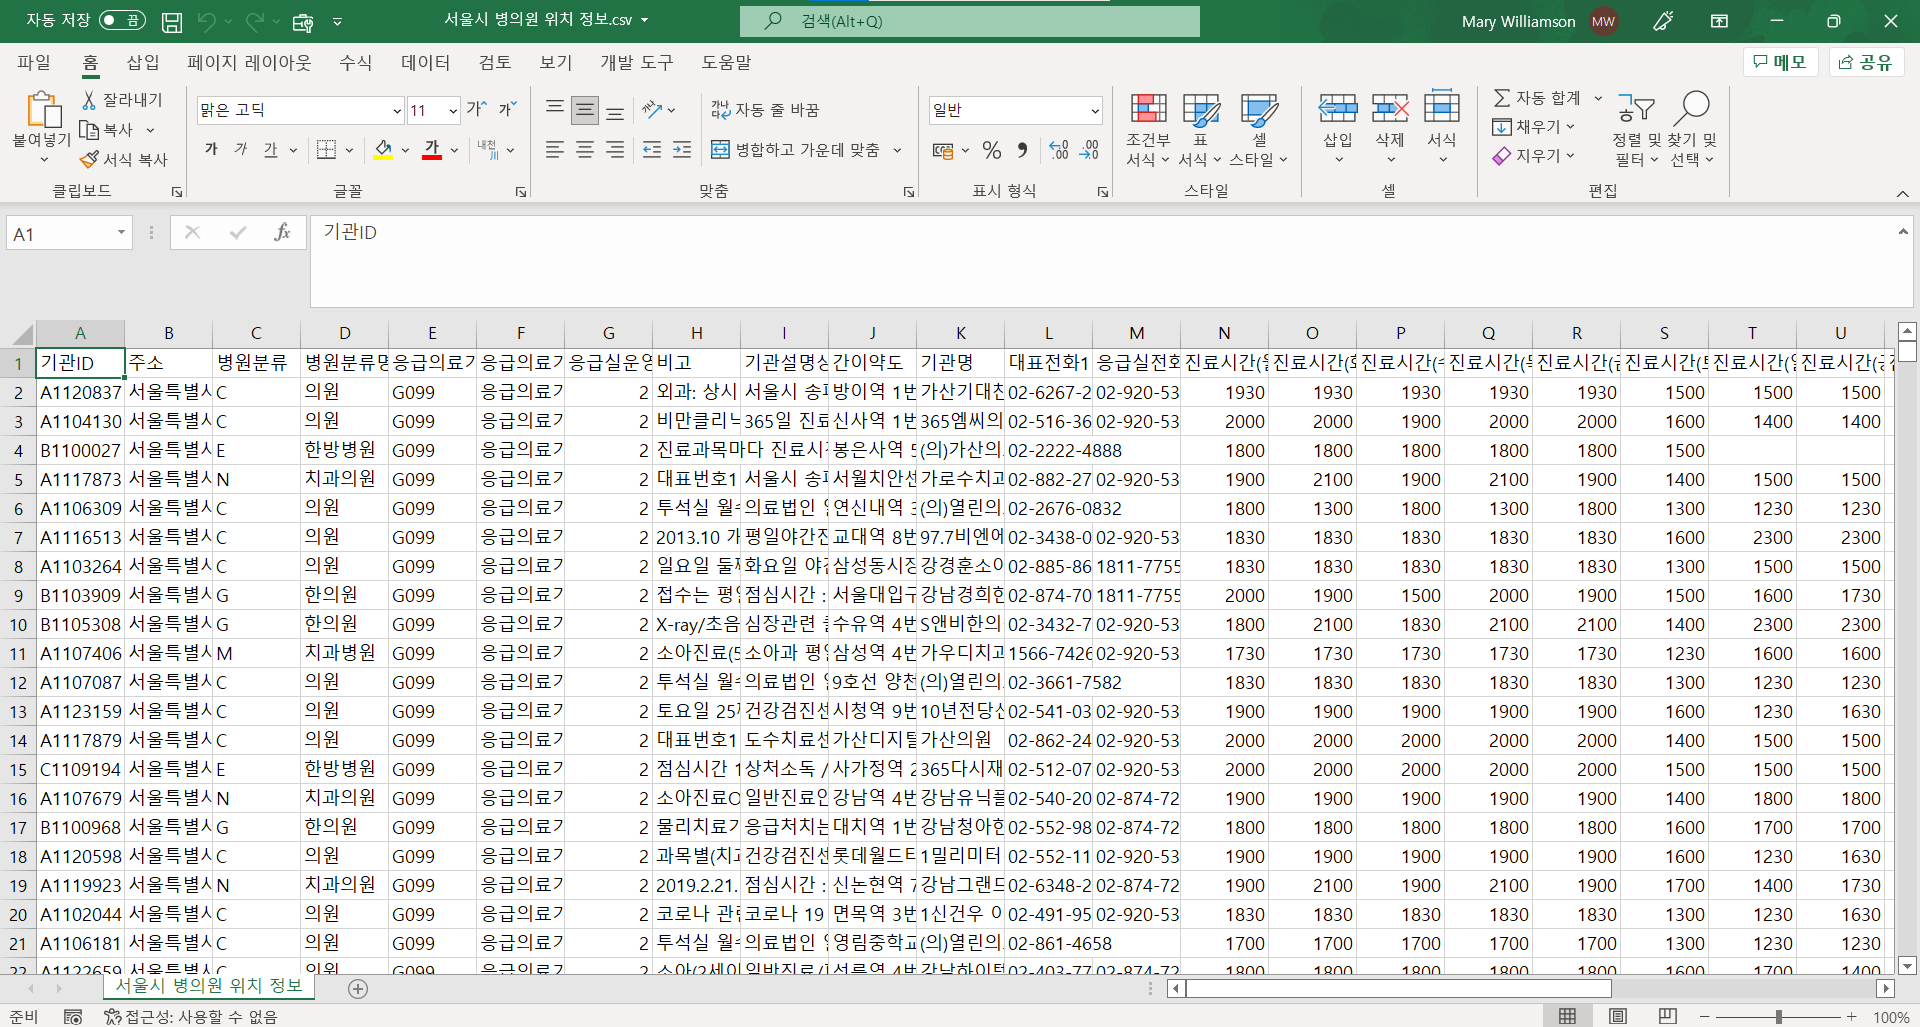 자동 저장 끔 서울시 병의원 위치 정보.csv 검색(Alt+Q) Mary Williamson MW
파일 홈 삽입 페이지 레이아웃 수식 데이터 검토 보기 개발 도구 도움말 메모 공유
붙여넣기 잘라내기 복사 서식 복사 클립보드
맑은 고딕 11 가 가 가 가 가 가 내천 글꼴
자동 줄 바꿈 병합하고 가운데 맞춤 맞춤
일반 % 표시 형식
조건부 서식 표 서식 셀 스타일 스타일
삽입 삭제 서식 셀
자동 합계 채우기 지우기 정렬 및 필터 찾기 및 선택 편집
A1 fx 기관ID
A B C D E F G H I J K L M N O P Q R S T U
1 기관ID 주소 병원분류 병원분류명 응급의료기 응급의료기 응급실운영 비고 기관설명상 간이약도 기관명 대표전화1 응급실전화 진료시간(월 진료시간(화 진료시간(수 진료시간(목 진료시간(금 진료시간(토 진료시간(일 진료시간(공
2 A1120837 서울특별시 C 의원 G099 응급의료기 2 외과: 상시 서울시 송파 방이역 1번 가산기대찬 02-6267-2 02-920-53 1930 1930 1930 1930 1930 1500 1500 1500
3 A1104130 서울특별시 C 의원 G099 응급의료기 2 비만클리닉 365일 진료 신사역 1번 365엠씨의 02-516-36 02-920-53 2000 2000 1900 2000 2000 1600 1400 1400
4 B1100027 서울특별시 E 한방병원 G099 응급의료기 2 진료과목마다 진료시간 봉은사역 5 (의)가산의 02-2222-4888 1800 1800 1800 1800 1800 1500
5 A1117873 서울특별시 N 치과의원 G099 응급의료기 2 대표번호1 서울시 송파 서월치안센 가로수치과 02-882-27 02-920-53 1900 2100 1900 2100 1900 1400 1500 1500
6 A1106309 서울특별시 C 의원 G099 응급의료기 2 투석실 월수 의료법인 연신내역 3 (의)열린의 02-2676-0832 1800 1300 1800 1300 1800 1300 1230 1230
7 A1116513 서울특별시 C 의원 G099 응급의료기 2 2013.10 개 평일야간진 교대역 8번 97.7비엔에 02-3438-0 02-920-53 1830 1830 1830 1830 1830 1600 2300 2300
8 A1103264 서울특별시 C 의원 G099 응급의료기 2 일요일 둘째 화요일 야간 삼성동시장 강경훈소아 02-885-86 1811-7755 1830 1830 1830 1830 1830 1300 1500 1500
9 B1103909 서울특별시 G 한의원 G099 응급의료기 2 접수는 평일 점심시간 : 서울대입구 강남경희한 02-874-70 1811-7755 2000 1900 1500 2000 1900 1500 1600 1730
10 B1105308 서울특별시 G 한의원 G099 응급의료기 2 X-ray/초음 심장관련 수유역 4번 S앤비한의 02-3432-7 02-920-53 1800 2100 1830 2100 2100 1400 2300 2300
11 A1107406 서울특별시 M 치과병원 G099 응급의료기 2 소아진료(5 소아과 평일 삼성역 4번 가우디치과 1566-7426 02-920-53 1730 1730 1730 1730 1730 1230 1600 1600
12 A1107087 서울특별시 C 의원 G099 응급의료기 2 투석실 월수 의료법인 9호선 양천 (의)열린의 02-3661-7582 1830 1830 1830 1830 1830 1300 1230 1230
13 A1123159 서울특별시 C 의원 G099 응급의료기 2 토요일 25 건강검진센 시청역 9번 10년전당신 02-541-03 02-920-53 1900 1900 1900 1900 1900 1600 1230 1630
14 A1117879 서울특별시 C 의원 G099 응급의료기 2 대표번호1 도수치료센 가산디지털 가산의원 02-862-24 02-920-53 2000 2000 2000 2000 2000 1400 1500 1500
15 C1109194 서울특별시 E 한방병원 G099 응급의료기 2 점심시간 1 상처소독 / 사가정역 2 365다시재 02-512-07 02-920-53 2000 2000 2000 2000 2000 1500 1500 1500
16 A1107679 서울특별시 N 치과의원 G099 응급의료기 2 소아진료O 일반진료인 강남역 4번 강남유닉플 02-540-20 02-874-72 1900 1900 1900 1900 1900 1400 1800 1800
17 B1100968 서울특별시 G 한의원 G099 응급의료기 2 물리치료기 응급처치는 대치역 1번 강남청아한 02-552-98 02-874-72 1800 1800 1800 1800 1800 1600 1700 1700
18 A1120598 서울특별시 C 의원 G099 응급의료기 2 과목별(치과 건강검진센 롯데월드타 1밀리미터 02-552-11 02-920-53 1900 1900 1900 1900 1900 1600 1230 1630
19 A1119923 서울특별시 N 치과의원 G099 응급의료기 2 2019.2.21. 점심시간 : 신논현역 7 강남그랜드 02-6348-2 02-874-72 1900 2100 1900 2100 1900 1700 1400 1730
20 A1102044 서울특별시 C 의원 G099 응급의료기 2 코로나 관련 코로나 19 면목역 3번 1신건우 이 02-491-95 02-920-53 1830 1830 1830 1830 1830 1300 1230 1630
21 A1106181 서울특별시 C 의원 G099 응급의료기 2 투석실 월수 의료법인 영림중학교 (의)열린의 02-861-4658 1700 1700 1700 1700 1700 1300 1230 1230
22 A1122659 서울특별시 C 의원 G099 응급의료기 2 소아(2세이 일반진료/ 선릉역 4번 강남하이텐 02-403-77 02-874-72 1800 1800 1800 1800 1800 1600 1700 1400
서울시 병의원 위치 정보
준비 접근성: 사용할 수 없음 100%